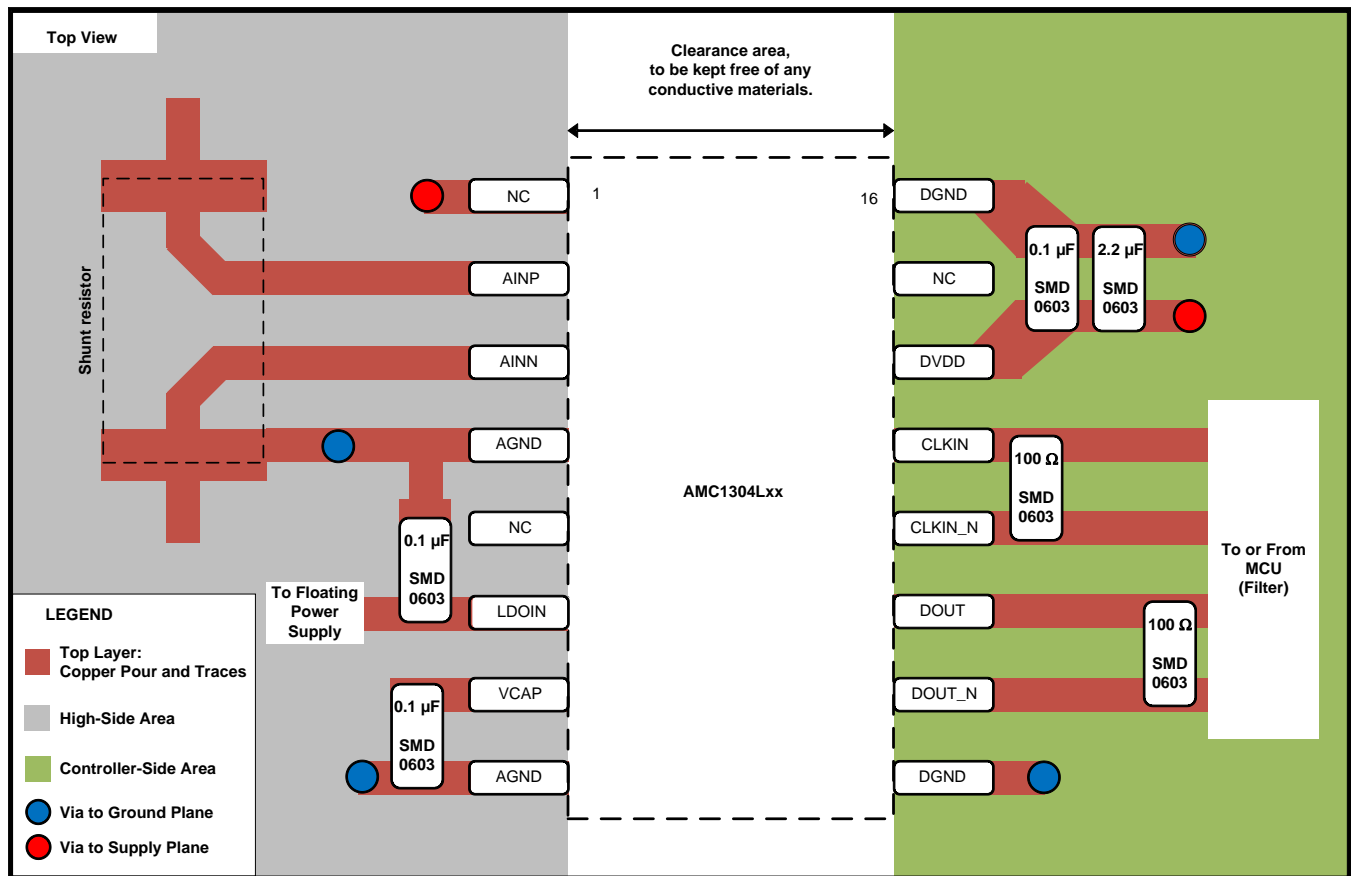 Top View
Clearance area,
to be kept free of any
conductive materials.
Shunt resistor
NC
AINP
AINN
AGND
NC
LDOIN
VCAP
AGND
0.1 µF
SMD
0603
To Floating
Power
Supply
0.1 µF
SMD
0603
1
16
AMC1304Lxx
DGND
NC
DVDD
CLKIN
CLKIN_N
DOUT
DOUT_N
DGND
0.1 µF
SMD
0603
2.2 µF
SMD
0603
100 Ω
SMD
0603
100 Ω
SMD
0603
To or From
MCU
(Filter)
LEGEND
Top Layer:
Copper Pour and Traces
High-Side Area
Controller-Side Area
Via to Ground Plane
Via to Supply Plane